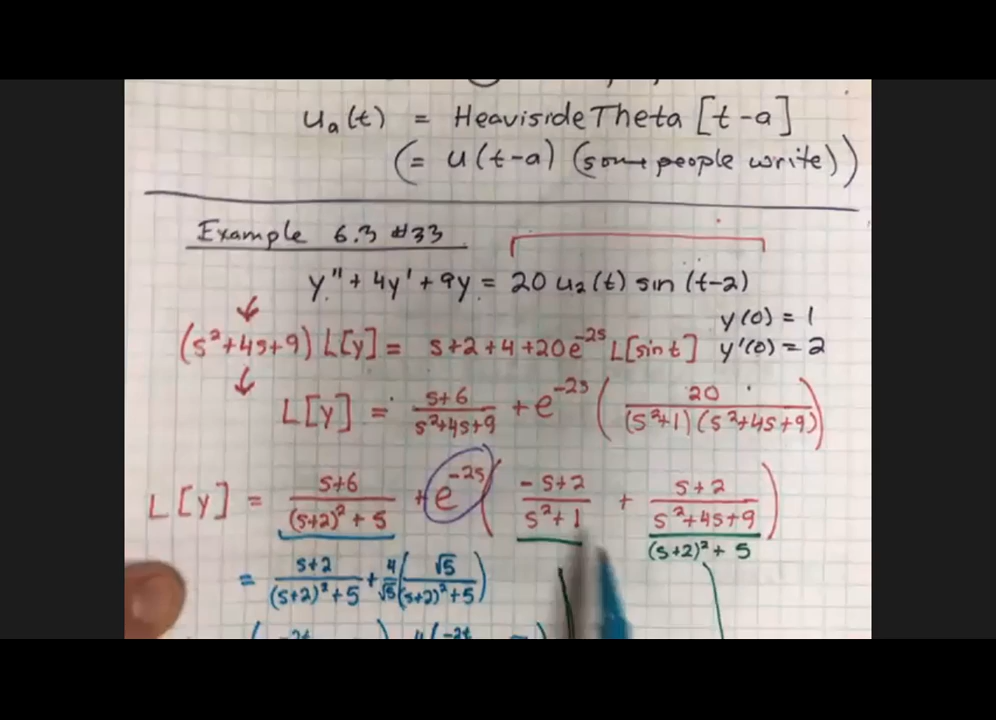 uₐ(t) = HeavisideTheta [t-a]
(= u(t-a) (some people write))
Example 6.3 #33
y'' + 4y' + 9y = 20 u₂(t) sin (t-2)
y(0) = 1
(s²+4s+9) L[y] = s+2+4+20e⁻²ˢ L[sin t] y'(0) = 2
L[y] = (s+6)/(s²+4s+9) + e⁻²ˢ ( 20/((s²+1)(s²+4s+9)) )
L[y] = (s+6)/((s+2)²+5) + e⁻²ˢ ( (-s+2)/(s²+1) + (s+2)/(s²+4s+9) )
(s+2)² + 5
= (s+2)/((s+2)²+5) + 4/√5 ( √5/((s+2)²+5) )